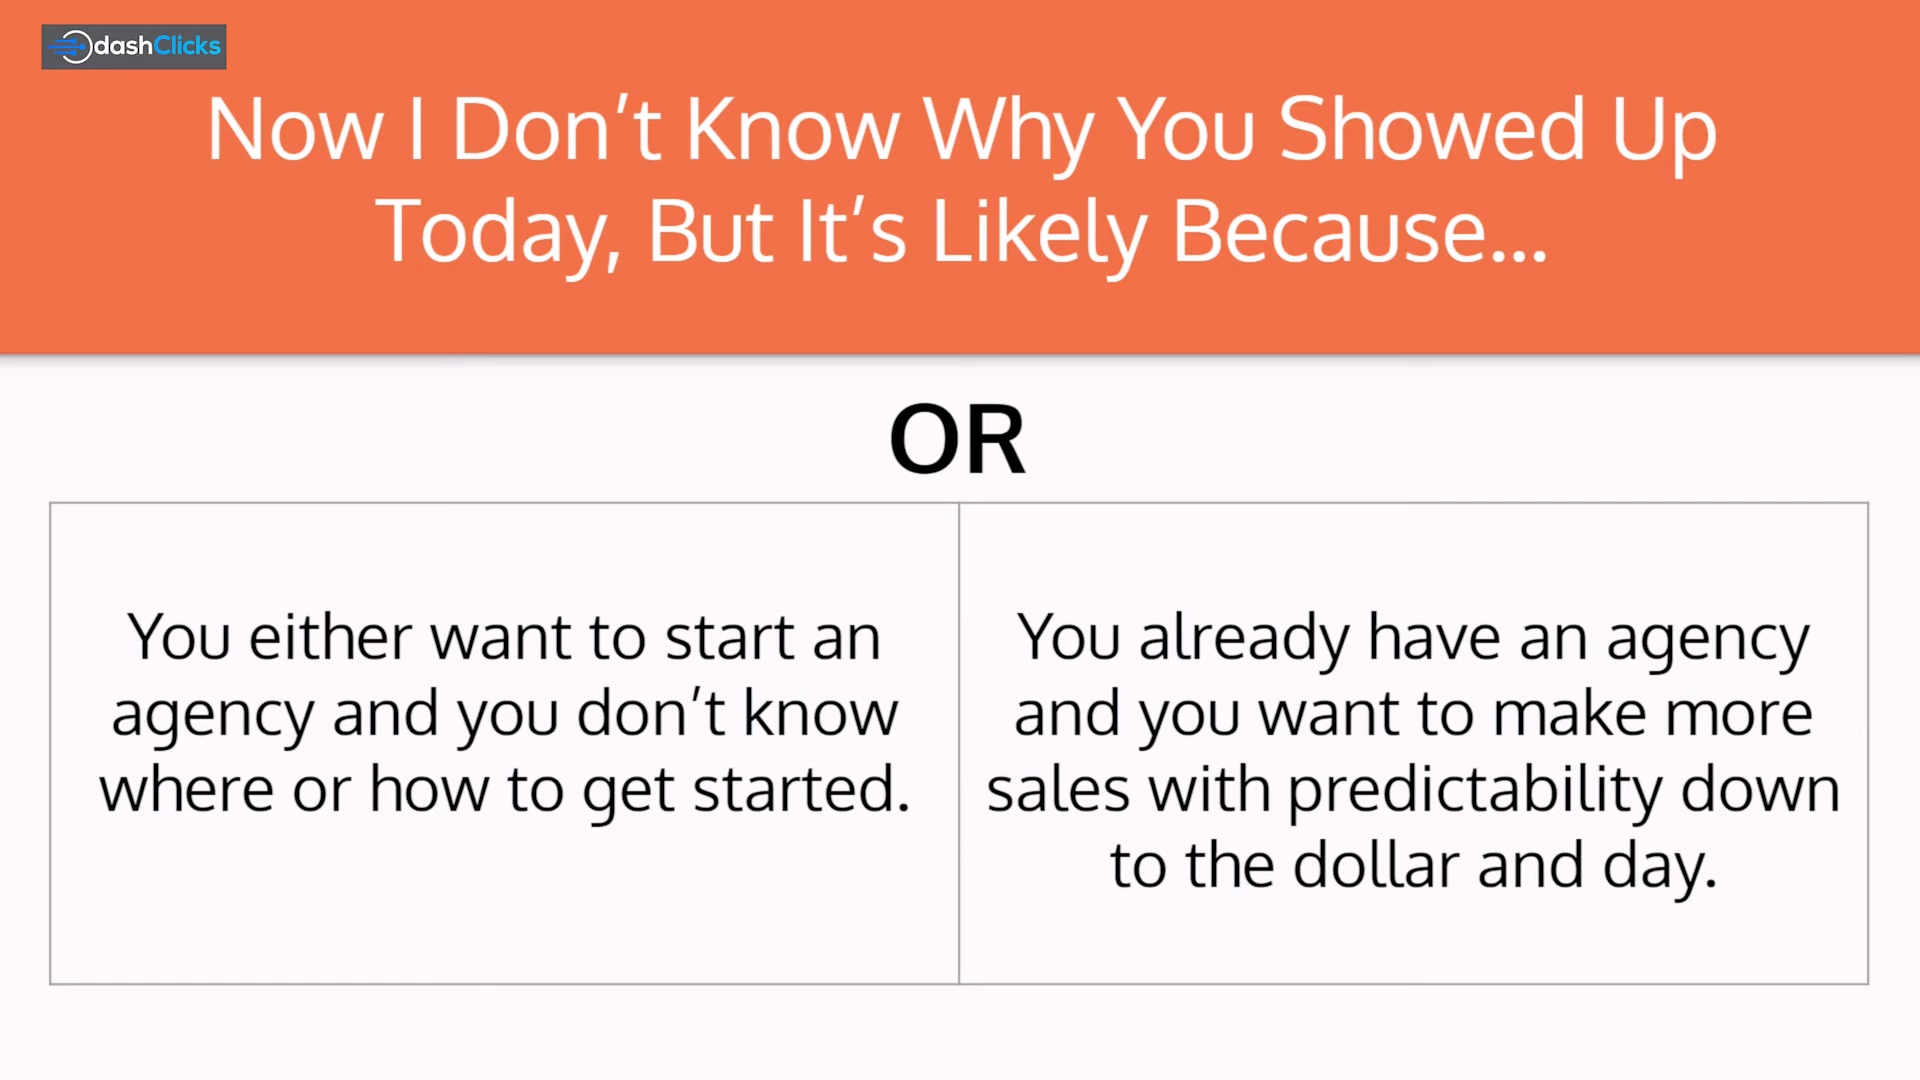 dashClicks
Now I Don’t Know Why You Showed Up
Today, But It’s Likely Because...
OR
You either want to start an
agency and you don’t know
where or how to get started.
You already have an agency
and you want to make more
sales with predictability down
to the dollar and day.